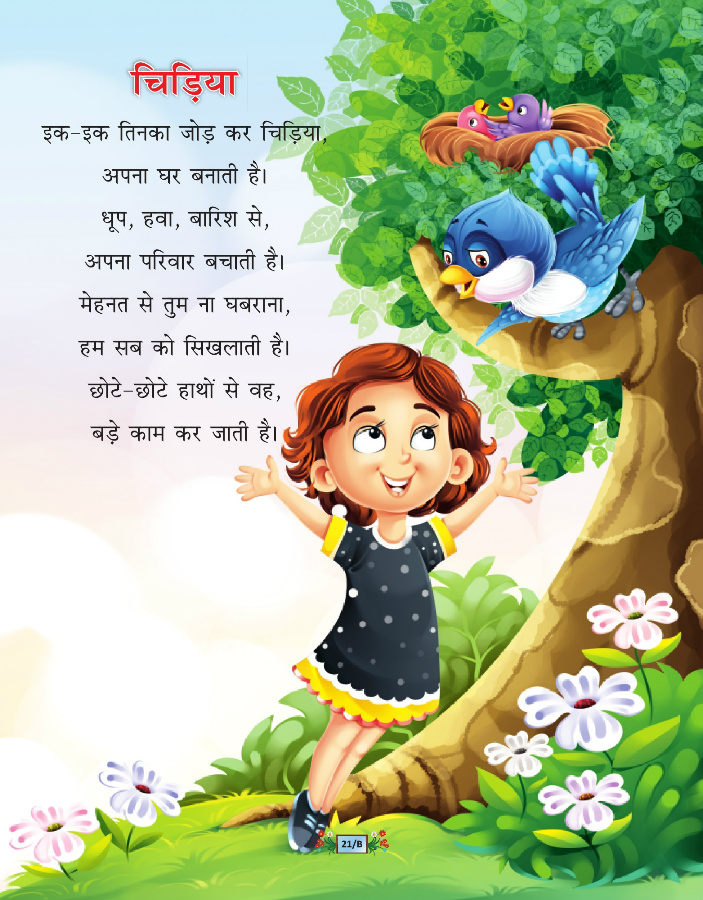 चिड़िया
इक-इक तिनका जोड़ कर चिड़िया,
अपना घर बनाती है।
धूप, हवा, बारिश से,
अपना परिवार बचाती है।
मेहनत से तुम ना घबराना,
हम सब को सिखलाती है।
छोटे-छोटे हाथों से वह,
बड़े काम कर जाती है।
21/B